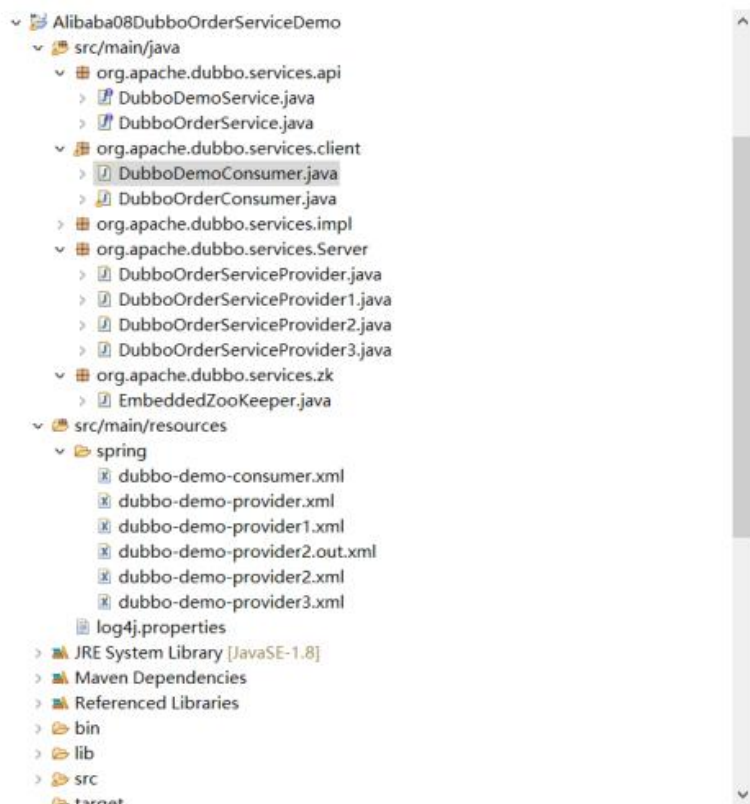 Alibaba08DubboOrderServiceDemo
src/main/java
org.apache.dubbo.services.api
DubboDemoService.java
DubboOrderService.java
org.apache.dubbo.services.client
DubboDemoConsumer.java
DubboOrderConsumer.java
org.apache.dubbo.services.impl
org.apache.dubbo.services.Server
DubboOrderServiceProvider.java
DubboOrderServiceProvider1.java
DubboOrderServiceProvider2.java
DubboOrderServiceProvider3.java
org.apache.dubbo.services.zk
EmbeddedZooKeeper.java
src/main/resources
spring
dubbo-demo-consumer.xml
dubbo-demo-provider.xml
dubbo-demo-provider1.xml
dubbo-demo-provider2.out.xml
dubbo-demo-provider2.xml
dubbo-demo-provider3.xml
log4j.properties
JRE System Library [JavaSE-1.8]
Maven Dependencies
Referenced Libraries
bin
lib
src
target